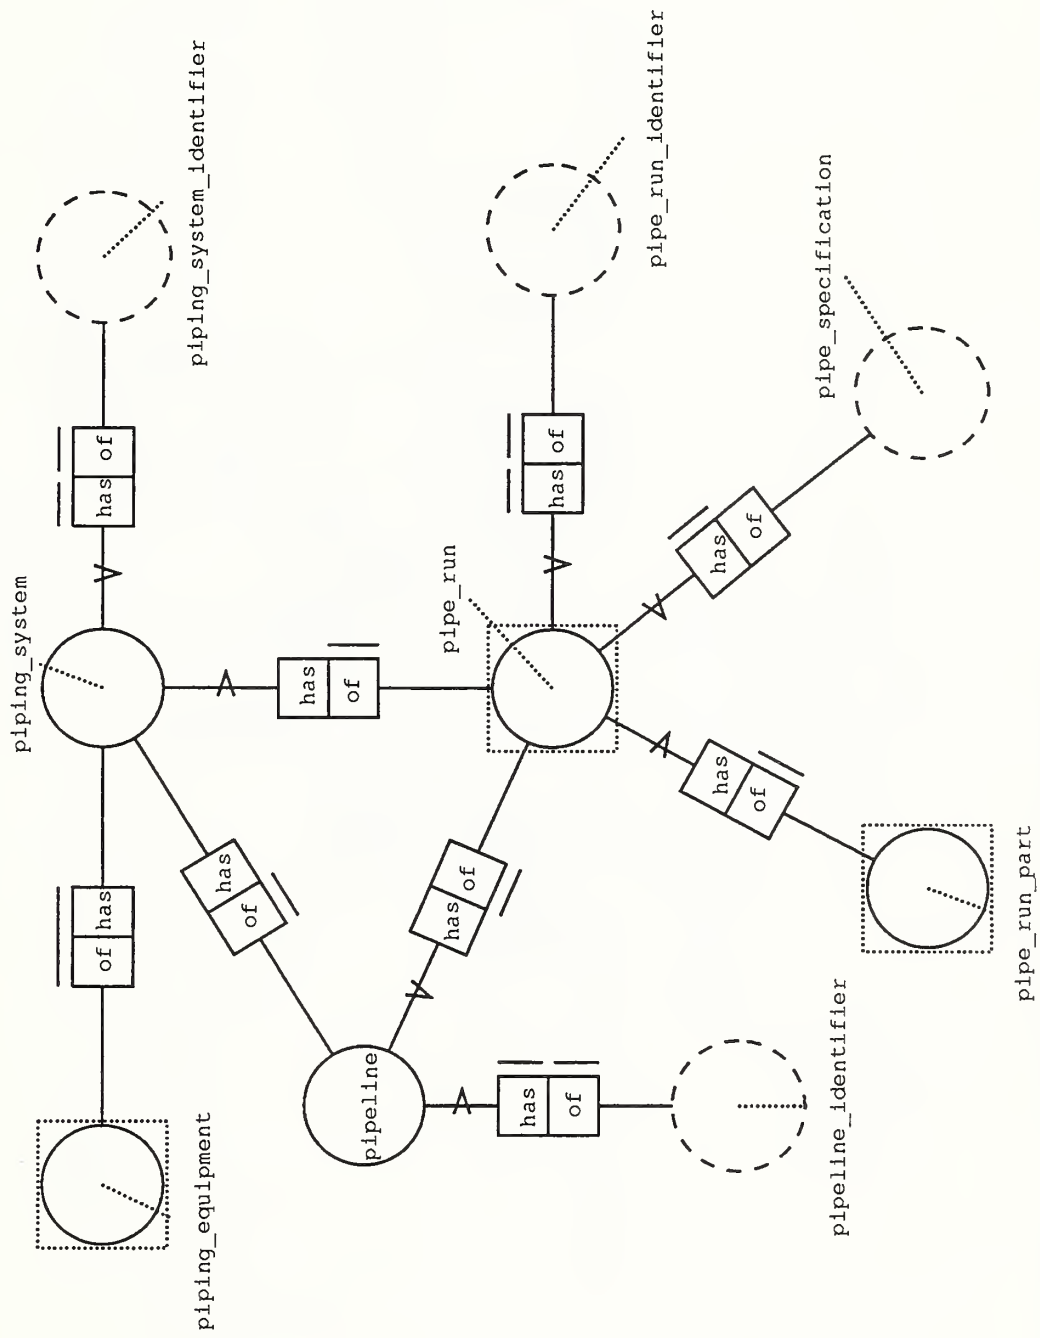 piping_system
of has
has of
piping_system_identifier
piping_equipment
has
of
has
of
pipeline
pipe_run
has of
has
of
has of
pipe_run_identifier
has
of
has
of
pipe_specification
pipeline_identifier
pipe_run_part